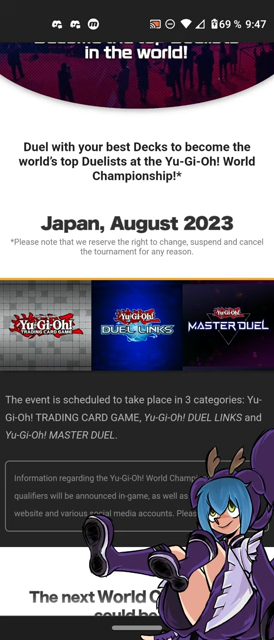 69 % 9:47
in the world!
Duel with your best Decks to become the
world's top Duelists at the Yu-Gi-Oh! World
Championship!*
Japan, August 2023
*Please note that we reserve the right to change, suspend and cancel
the tournament for any reason.
Yu-Gi-Oh!
TRADING CARD GAME
Yu-Gi-Oh!
DUEL LINKS
Yu-Gi-Oh!
MASTER DUEL
The event is scheduled to take place in 3 categories: Yu-
Gi-Oh! TRADING CARD GAME, Yu-Gi-Oh! DUEL LINKS and
Yu-Gi-Oh! MASTER DUEL.
Information regarding the Yu-Gi-Oh! World
qualifiers will be announced in-game, as well as
website and various social media accounts.
The next World
could be